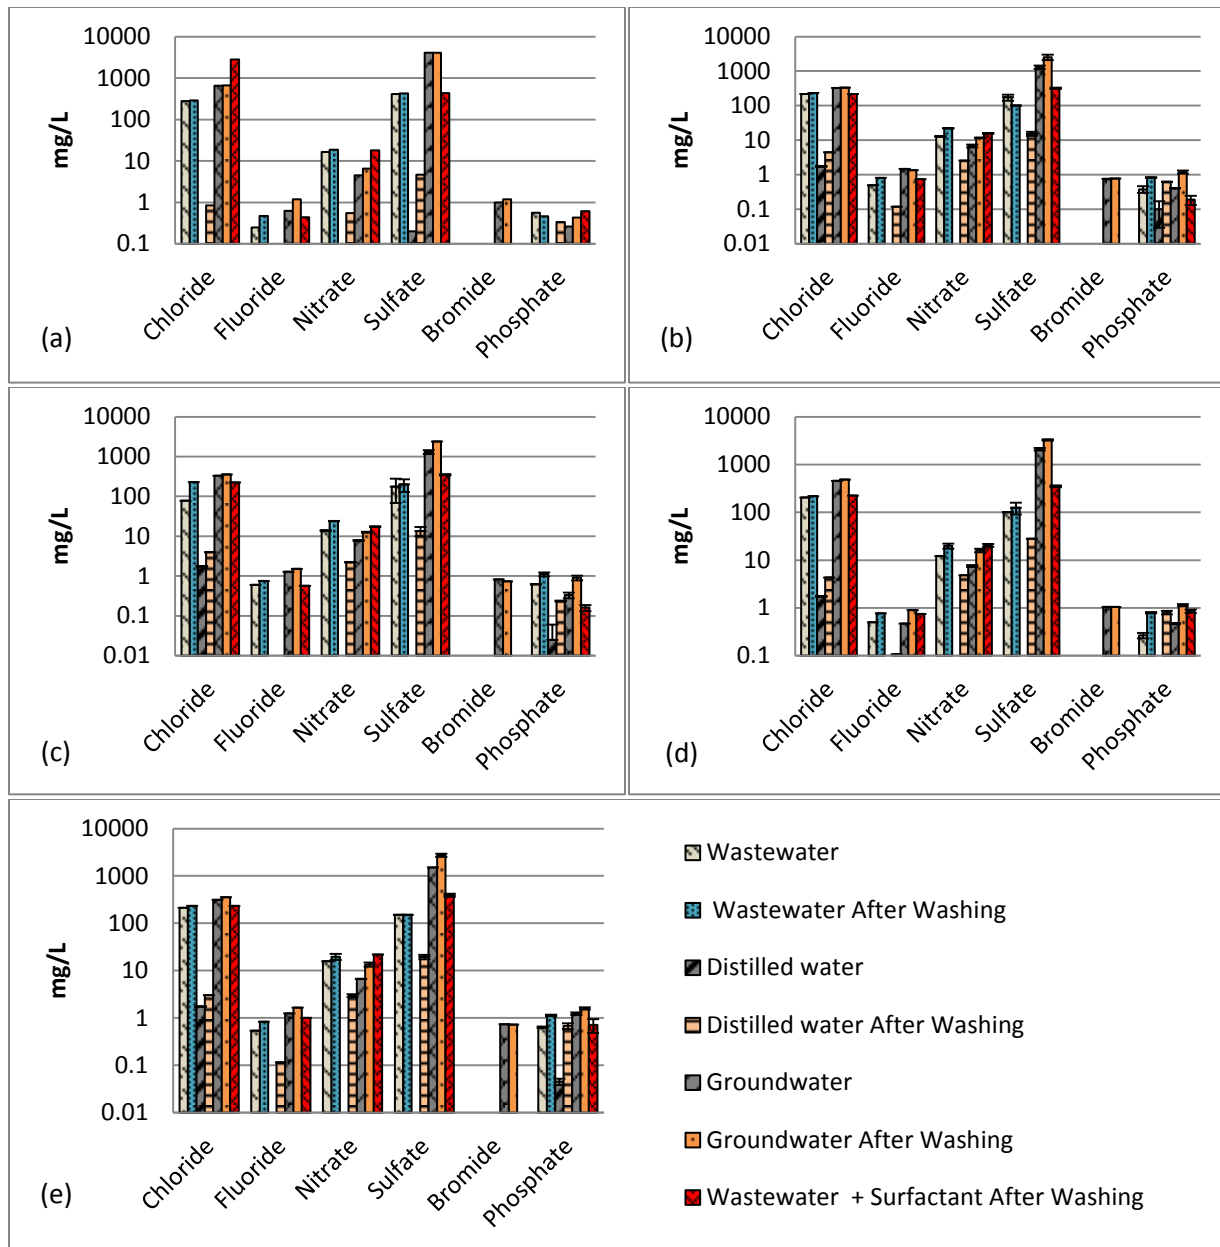 10000
1000
100
10
1
0.1
mg/L
Chloride
Fluoride
Nitrate
Sulfate
Bromide
Phosphate
(a)
10000
1000
100
10
1
0.1
0.01
mg/L
Chloride
Fluoride
Nitrate
Sulfate
Bromide
Phosphate
(b)
10000
1000
100
10
1
0.1
0.01
mg/L
Chloride
Fluoride
Nitrate
Sulfate
Bromide
Phosphate
(c)
10000
1000
100
10
1
0.1
mg/L
Chloride
Fluoride
Nitrate
Sulfate
Bromide
Phosphate
(d)
10000
1000
100
10
1
0.1
0.01
mg/L
Chloride
Fluoride
Nitrate
Sulfate
Bromide
Phosphate
(e)
Wastewater
Wastewater After Washing
Distilled water
Distilled water After Washing
Groundwater
Groundwater After Washing
Wastewater + Surfactant After Washing